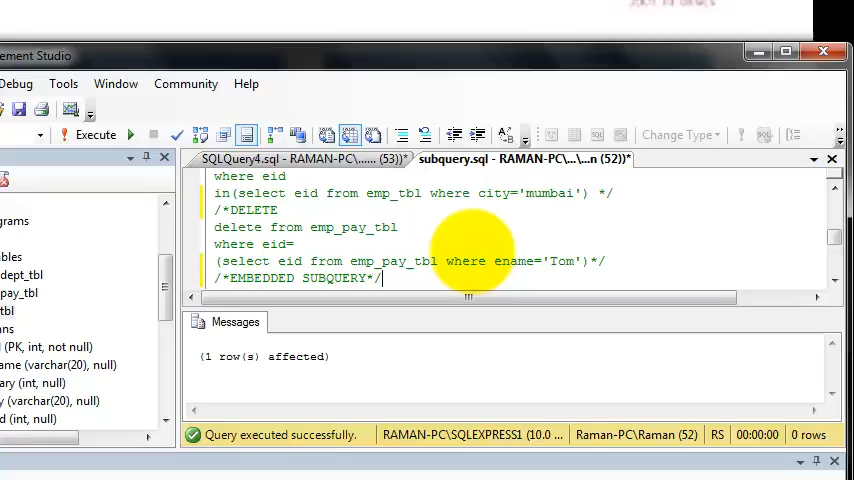 ement Studio
Debug Tools Window Community Help
Execute
Change Type
SQLQuery4.sql - RAMAN-PC\...... (53))*
subquery.sql - RAMAN-PC\...\...n (52))*
where eid
in(select eid from emp_tbl where city='mumbai') */
/*DELETE
delete from emp_pay_tbl
where eid=
(select eid from emp_pay_tbl where ename='Tom')*/
/*EMBEDDED SUBQUERY*/
grams
ables
dept_tbl
pay_tbl
tbl
ns
d (PK, int, not null)
ame (varchar(20), null)
ary (int, null)
y (varchar(20), null)
d (int, null)
Messages
(1 row(s) affected)
Query executed successfully.
RAMAN-PC\SQLEXPRESS1 (10.0 ...
Raman-PC\Raman (52)
RS
00:00:00
0 rows